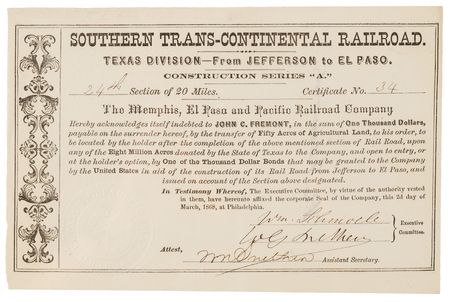 SOUTHERN TRANS-CONTINENTAL RAILROAD.
TEXAS DIVISION—From JEFFERSON to EL PASO.
CONSTRUCTION SERIES "A."
24th Section of 20 Miles. Certificate No. 34
The Memphis, El Paso and Pacific Railroad Company
Hereby acknowledges itself indebted to JOHN C. FREMONT, in the sum of One Thousand Dollars,
payable on the surrender hereof, by the transfer of Fifty Acres of Agricultural Land, to his order, to
be located by the holder after the completion of the above mentioned section of Rail Road, upon
any of the Eight Million Acres donated by the State of Texas to the Company, and open to entry, or
at the holder's option, by One of the Thousand Dollar Bonds that may be granted to the Company
by the United States in aid of the construction of its Rail Road from Jefferson to El Paso, and
issued on account of the Section above designated.
In Testimony Whereof, The Executive Committee, by virtue of the authority vested
in them, have hereunto affixed the corporate Seal of the Company, this 2d day of
March, 1868, at Philadelphia.
Executive
Committee.
Attest,
Assistant Secretary.